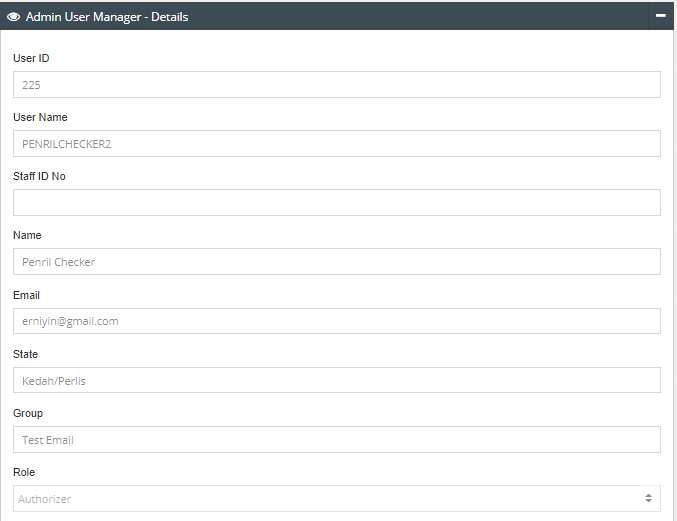 Admin User Manager - Details
User ID
225
User Name
PENRILCHECKER2
Staff ID No
Name
Penril Checker
Email
erniyin@gmail.com
State
Kedah/Perlis
Group
Test Email
Role
Authorizer